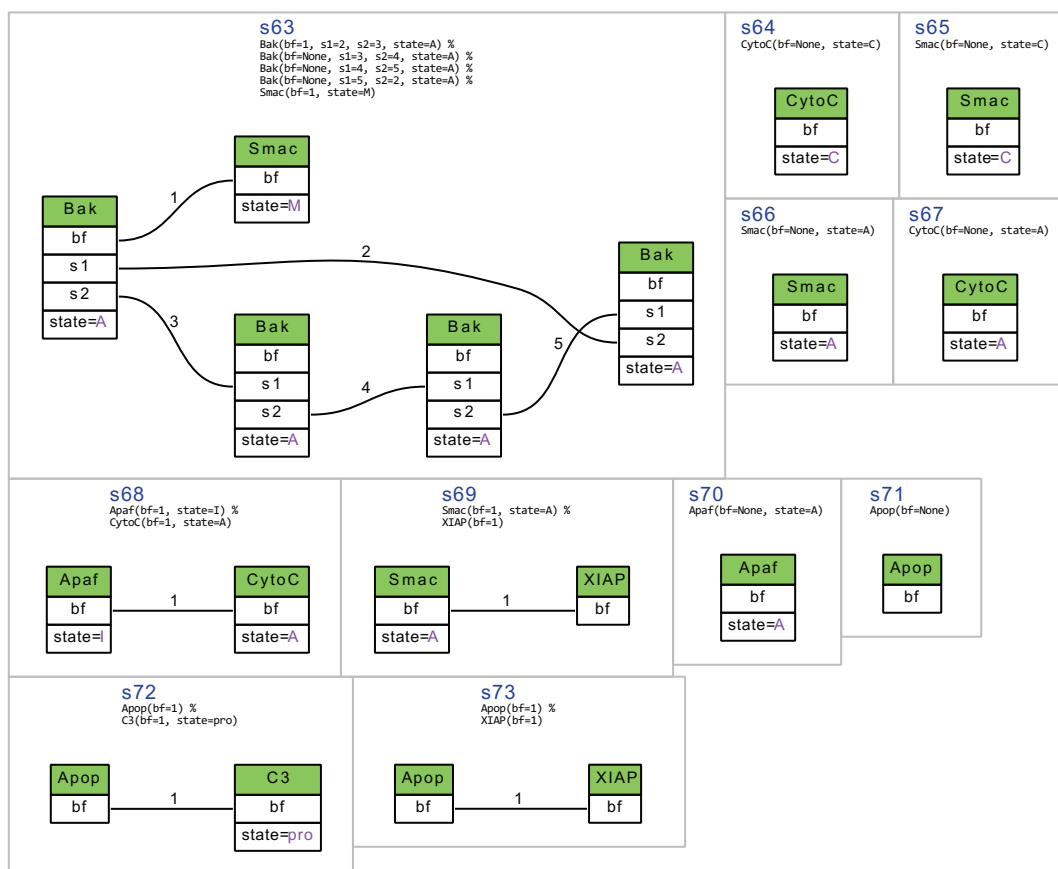 s63
Bak(bf=1, s1=2, s2=3, state=A) %
Bak(bf=None, s1=3, s2=4, state=A) %
Bak(bf=None, s1=4, s2=5, state=A) %
Bak(bf=None, s1=5, s2=2, state=A) %
Smac(bf=1, state=M)
Smac
bf
state=M
1
Bak
bf
s1
s2
state=A
2
3
Bak
bf
s1
s2
state=A
4
Bak
bf
s1
s2
state=A
5
Bak
bf
s1
s2
state=A
s64
CytoC(bf=None, state=C)
CytoC
bf
state=C
s65
Smac(bf=None, state=C)
Smac
bf
state=C
s66
Smac(bf=None, state=A)
Smac
bf
state=A
s67
CytoC(bf=None, state=A)
CytoC
bf
state=A
s68
Apaf(bf=1, state=I) %
CytoC(bf=1, state=A)
Apaf
bf
state=I
1
CytoC
bf
state=A
s69
Smac(bf=1, state=A) %
XIAP(bf=1)
Smac
bf
state=A
1
XIAP
bf
s70
Apaf(bf=None, state=A)
Apaf
bf
state=A
s71
Apop(bf=None)
Apop
bf
s72
Apop(bf=1) %
C3(bf=1, state=pro)
Apop
bf
1
C3
bf
state=pro
s73
Apop(bf=1) %
XIAP(bf=1)
Apop
bf
1
XIAP
bf